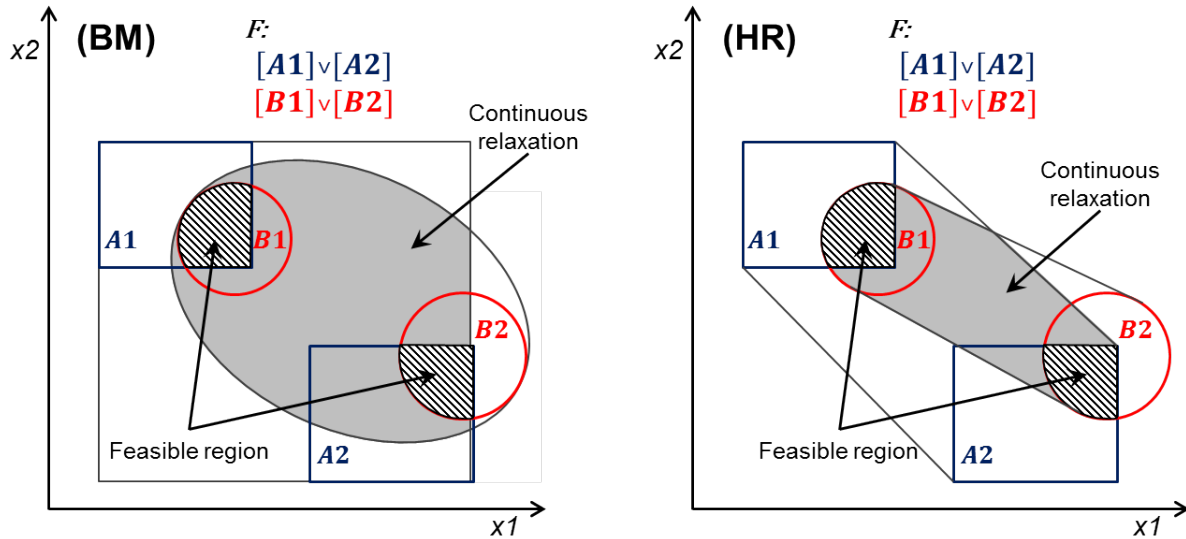 (BM)
x2
F:
[A1]∨[A2]
[B1]∨[B2]
Continuous
relaxation
A1
B1
B2
A2
Feasible region
x1
(HR)
x2
F:
[A1]∨[A2]
[B1]∨[B2]
Continuous
relaxation
A1
B1
B2
A2
Feasible region
x1